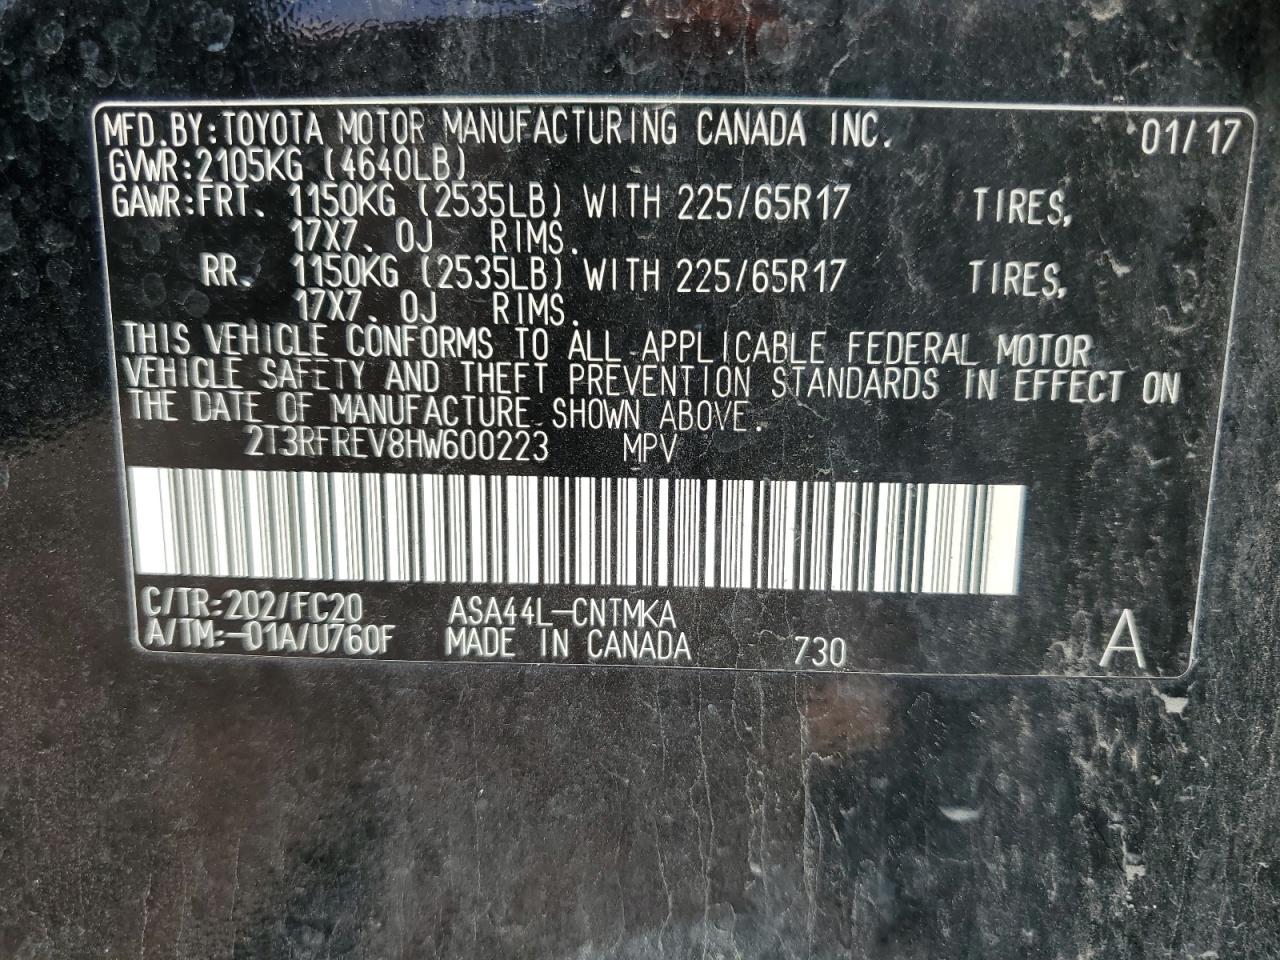 MFD.BY:TOYOTA MOTOR MANUFACTURING CANADA INC. 01/17
GVWR:2105KG (4640LB)
GAWR:FRT. 1150KG (2535LB) WITH 225/65R17 TIRES,
17X7.0J RIMS.
RR. 1150KG (2535LB) WITH 225/65R17 TIRES,
17X7.0J RIMS.
THIS VEHICLE CONFORMS TO ALL APPLICABLE FEDERAL MOTOR
VEHICLE SAFETY AND THEFT PREVENTION STANDARDS IN EFFECT ON
THE DATE OF MANUFACTURE SHOWN ABOVE.
2T3RFREV8HW600223 MPV
C/TR:202/FC20 ASA44L-CNTMKA
A/TM:-01A/U760F MADE IN CANADA 730 A